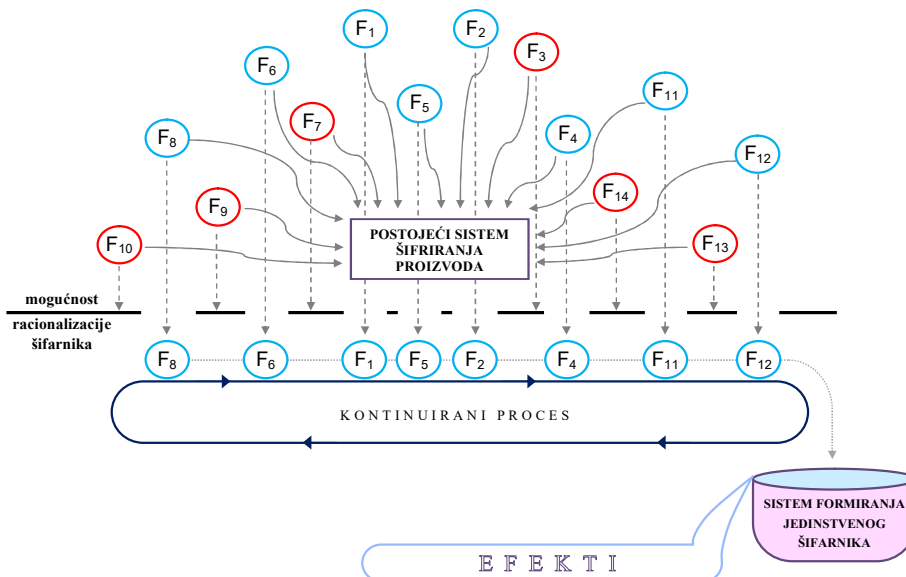 F1
F2
F3
F6
F5
F11
F7
F4
F8
F12
F14
F9
F10
F13
POSTOJEĆI SISTEM
ŠIFRIRANJA
PROIZVODA
mogućnost
racionalizacije
šifarnika
F8 F6 F1 F5 F2 F4 F11 F12
KONTINUIRANI PROCES
SISTEM FORMIRANJA
JEDINSTVENOG
ŠIFARNIKA
EFEKTI